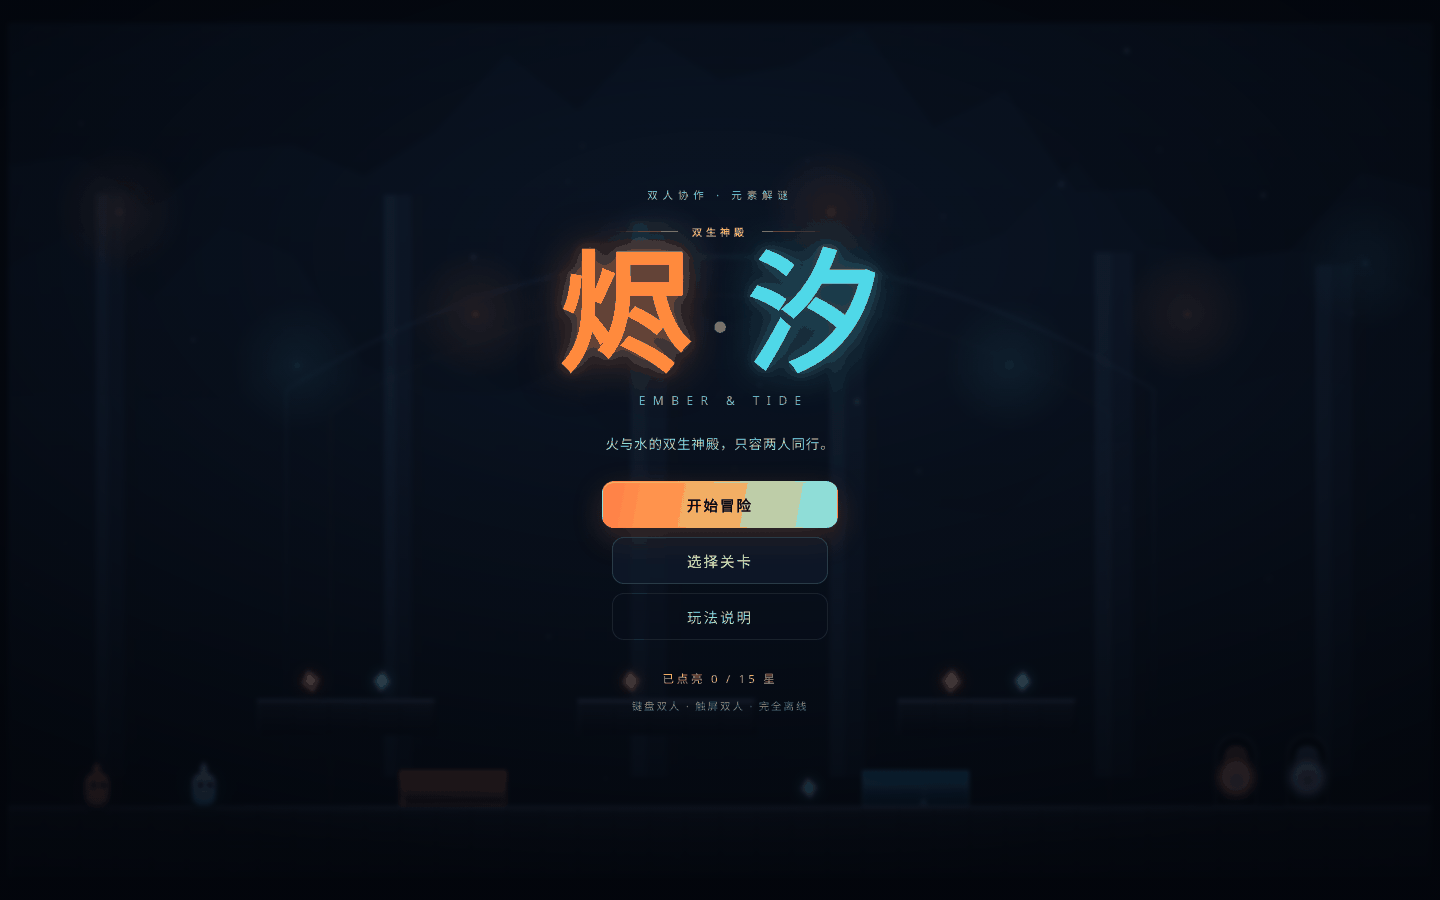 双人协作 · 元素解谜
双生神殿
烬·汐
EMBER & TIDE
火与水的双生神殿，只容两人同行。
开始冒险
选择关卡
玩法说明
已点亮 0 / 15 星
键盘双人 · 触屏双人 · 完全离线